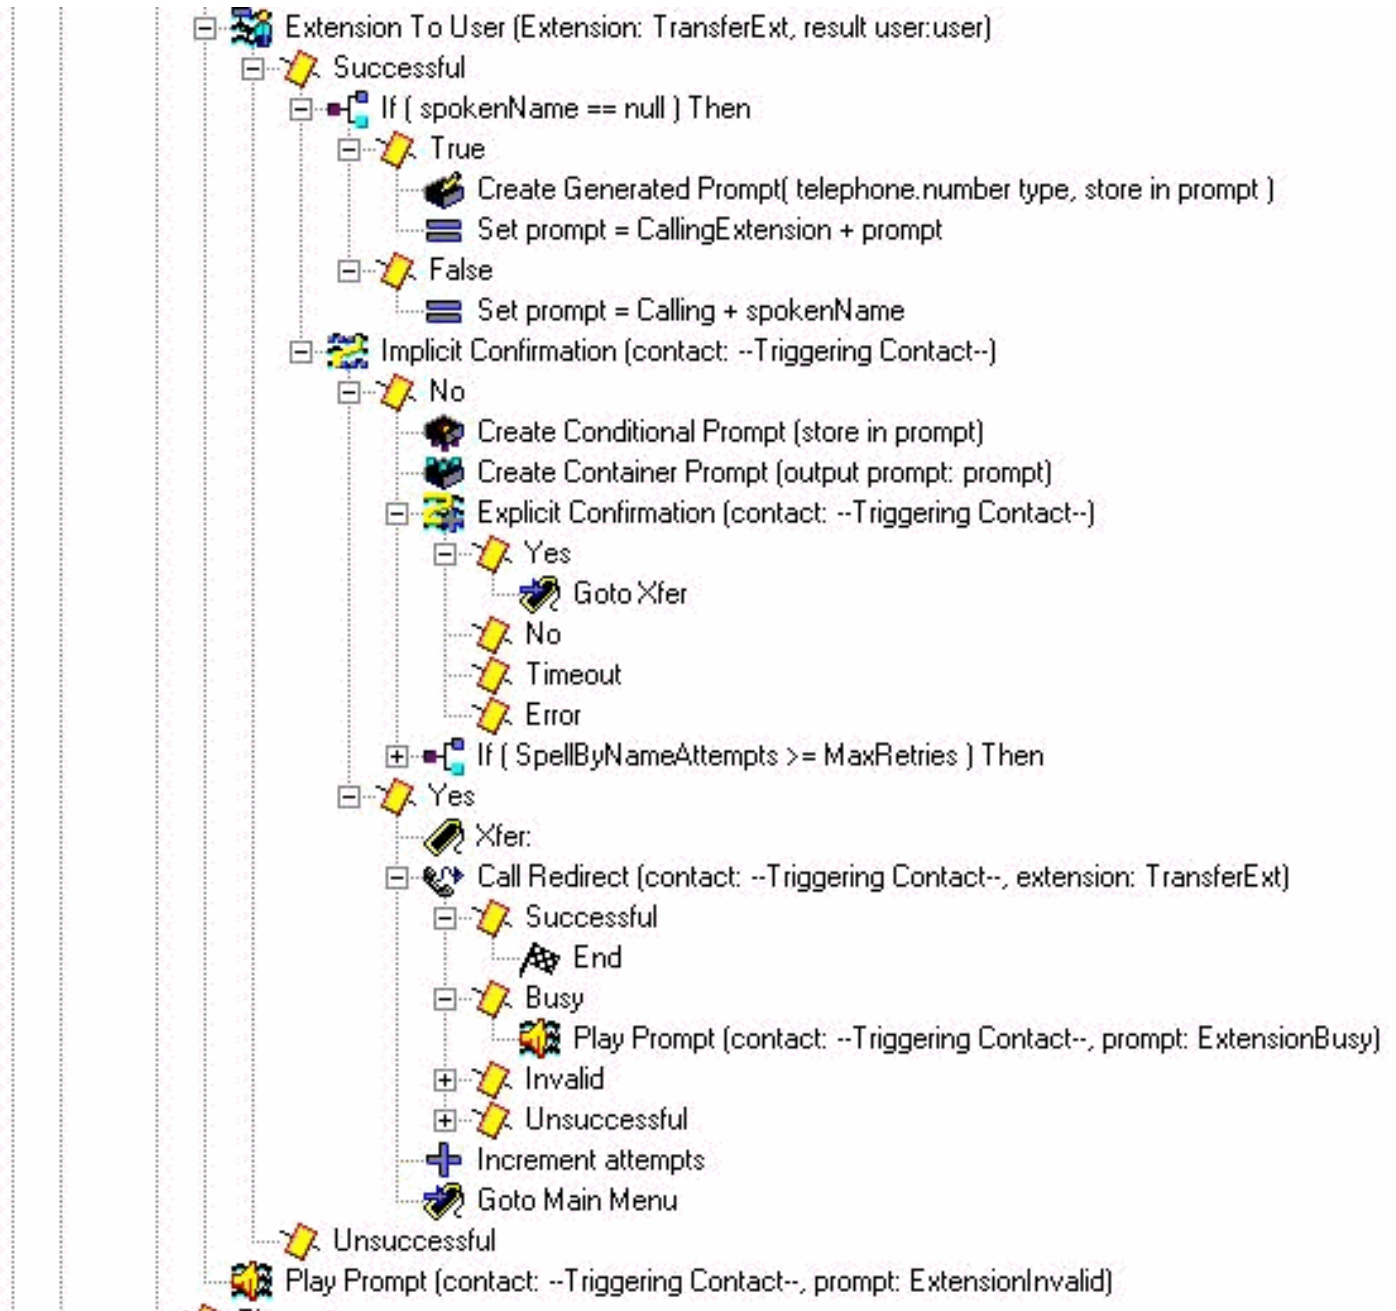 Extension To User (Extension: TransferExt, result user:user)
Successful
If ( spokenName == null ) Then
True
Create Generated Prompt( telephone.number type, store in prompt )
Set prompt = CallingExtension + prompt
False
Set prompt = Calling + spokenName
Implicit Confirmation (contact: --Triggering Contact--)
No
Create Conditional Prompt (store in prompt)
Create Container Prompt (output prompt: prompt)
Explicit Confirmation (contact: --Triggering Contact--)
Yes
Goto Xfer
No
Timeout
Error
If ( SpellByNameAttempts >= MaxRetries ) Then
Yes
Xfer:
Call Redirect (contact: --Triggering Contact--, extension: TransferExt)
Successful
End
Busy
Play Prompt (contact: --Triggering Contact--, prompt: ExtensionBusy)
Invalid
Unsuccessful
Increment attempts
Goto Main Menu
Unsuccessful
Play Prompt (contact: --Triggering Contact--, prompt: ExtensionInvalid)